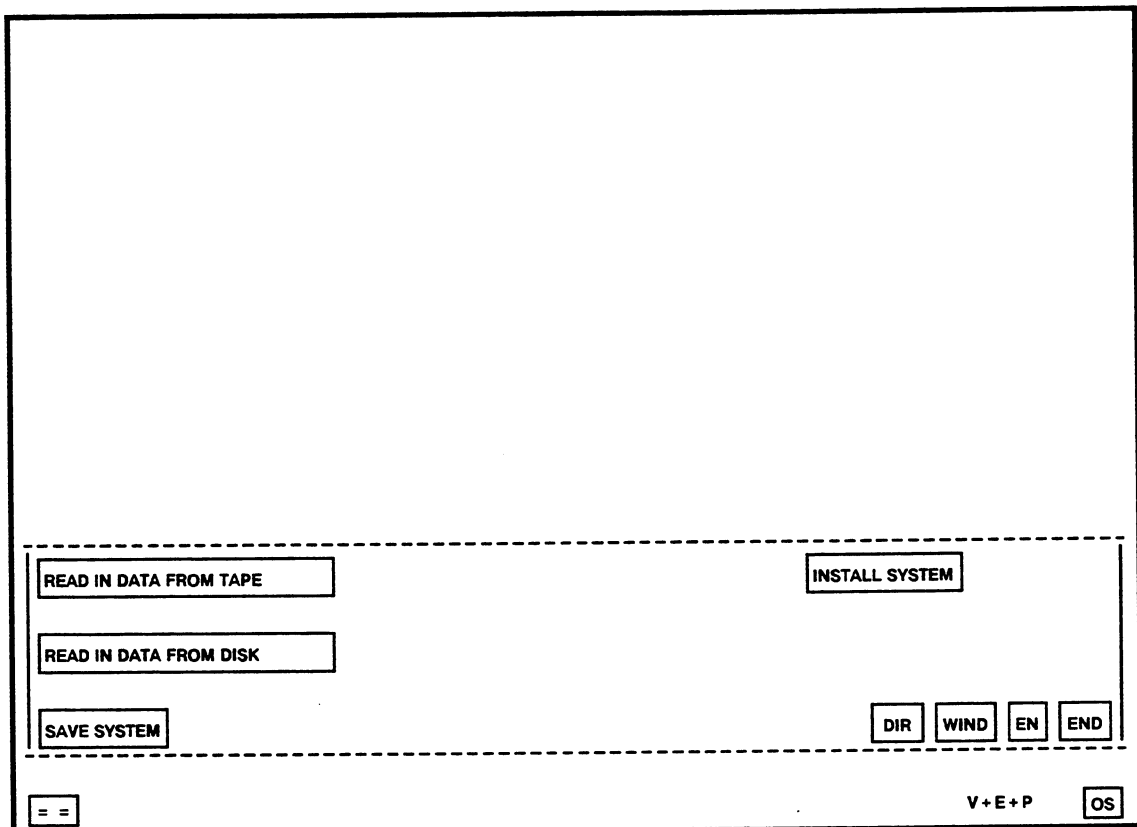 READ IN DATA FROM TAPE INSTALL SYSTEM
READ IN DATA FROM DISK
SAVE SYSTEM DIR WIND EN END
= = V+E+P OS